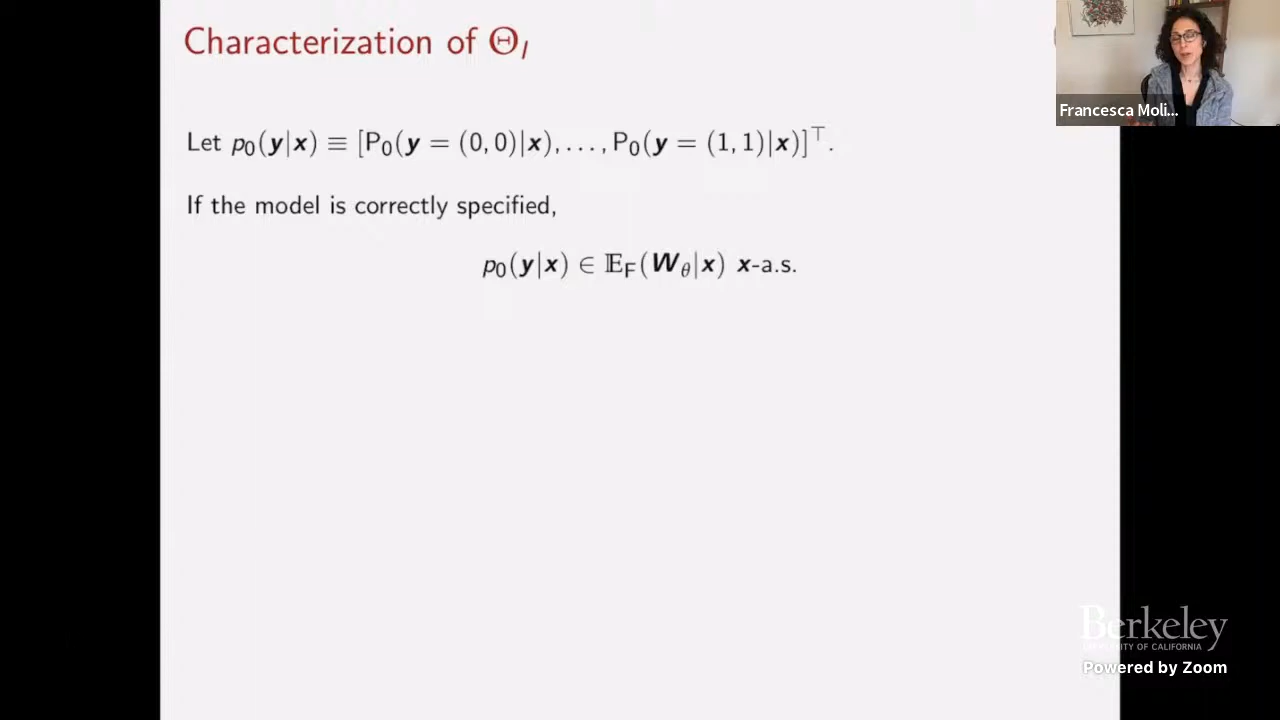 Characterization of Θ_I
Let p₀(y|x) ≡ [P₀(y = (0, 0)|x), . . . , P₀(y = (1, 1)|x)]⊤.
If the model is correctly specified,
p₀(y|x) ∈ 𝔼_F(W_θ|x) x-a.s.
Francesca Moli...
Berkeley
UNIVERSITY OF CALIFORNIA
Powered by Zoom